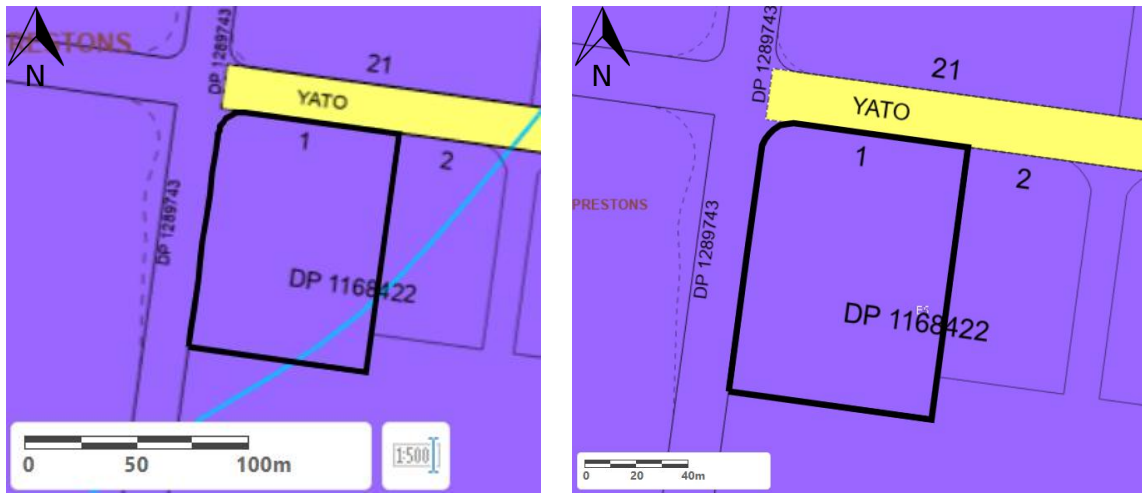 N
RESTONS
DP 1289743
21
YATO
1
2
DP 1289743
DP 1168422
0 50 100m
1:500
N
DP 1289743
21
YATO
1
2
PRESTONS
DP 1289743
DP 1168422
0 20 40m